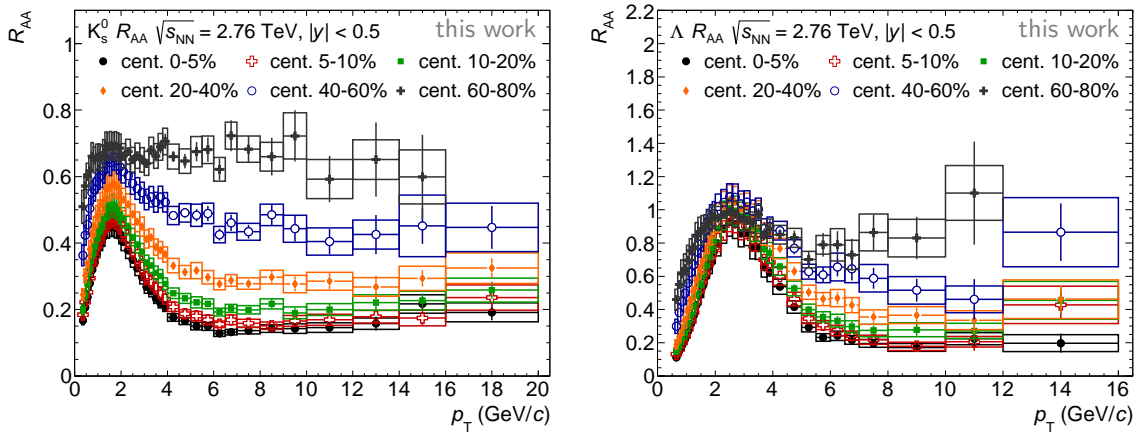 R_AA
K⁰_s R_AA √s_NN = 2.76 TeV, |y| < 0.5
this work
cent. 0-5% cent. 5-10% cent. 10-20%
cent. 20-40% cent. 40-60% cent. 60-80%
1
0.8
0.6
0.4
0.2
0
0 2 4 6 8 10 12 14 16 18 20
p_T (GeV/c)
R_AA
Λ R_AA √s_NN = 2.76 TeV, |y| < 0.5
this work
cent. 0-5% cent. 5-10% cent. 10-20%
cent. 20-40% cent. 40-60% cent. 60-80%
2.2
2
1.8
1.6
1.4
1.2
1
0.8
0.6
0.4
0.2
0
0 2 4 6 8 10 12 14 16
p_T (GeV/c)